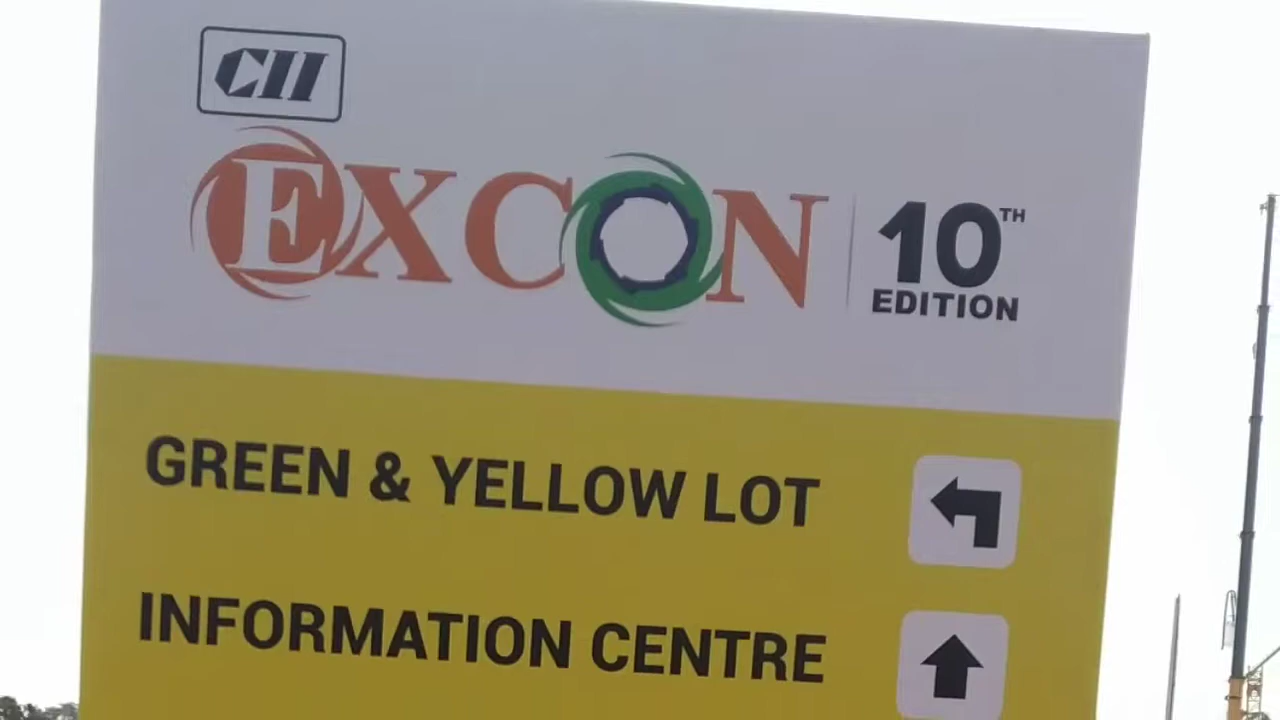 CII
EXCON
10TH
EDITION
GREEN & YELLOW LOT
INFORMATION CENTRE